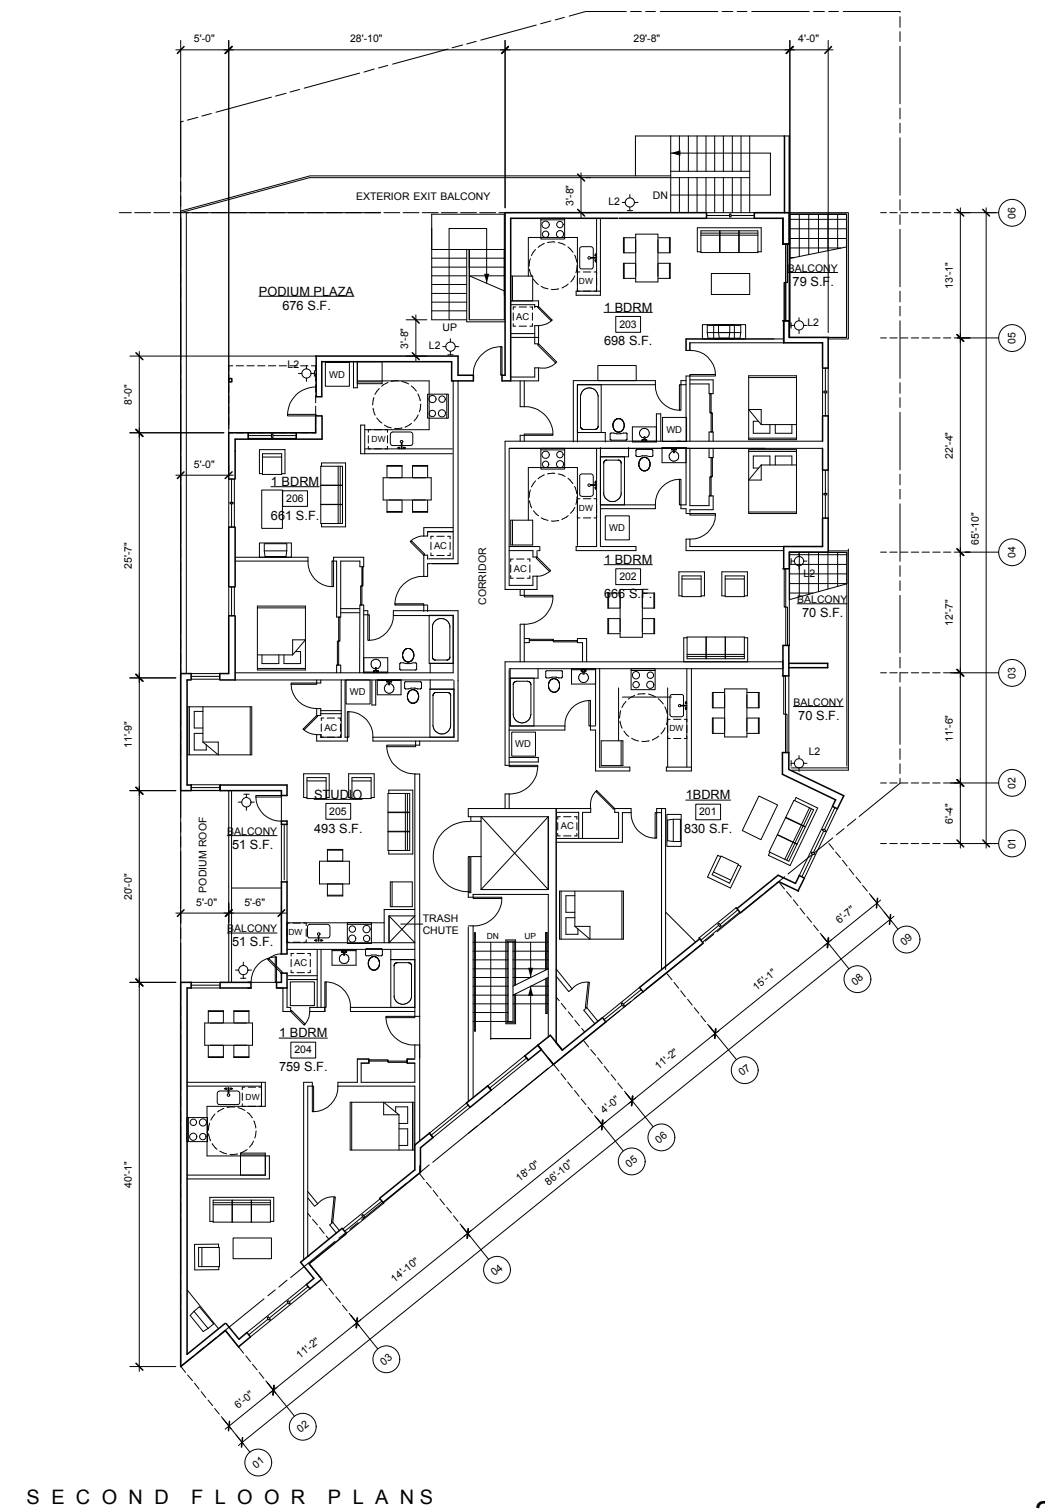 5'-0" 28'-10" 29'-8" 4'-0"
EXTERIOR EXIT BALCONY
3'-8"
L2
DN
06
PODIUM PLAZA
676 S.F.
UP
L2
3'-8"
DW
AC
1 BDRM
203
698 S.F.
BALCONY
79 S.F.
L2
13'-1"
05
L2
8'-0"
WD
DW
5'-0"
1 BDRM
206
661 S.F.
AC
25'-7"
CORRIDOR
WD
22'-4"
65'-10"
DW
WD
AC
1 BDRM
202
666 S.F.
04
L2
BALCONY
70 S.F.
12'-7"
03
BALCONY
70 S.F.
L2
11'-6"
02
6'-4"
01
11'-9"
WD
AC
DW
WD
1BDRM
201
830 S.F.
AC
STUDIO
205
493 S.F.
PODIUM ROOF
BALCONY
51 S.F.
20'-0"
5'-0" 5'-6"
BALCONY
51 S.F.
DW
TRASH
CHUTE
DN UP
AC
1 BDRM
204
759 S.F.
DW
40'-1"
6'-7"
09
15'-1"
08
11'-2"
07
4'-0"
06
05
18'-0"
86'-10"
04
14'-10"
03
11'-2"
02
6'-0"
01
SECOND FLOOR PLANS